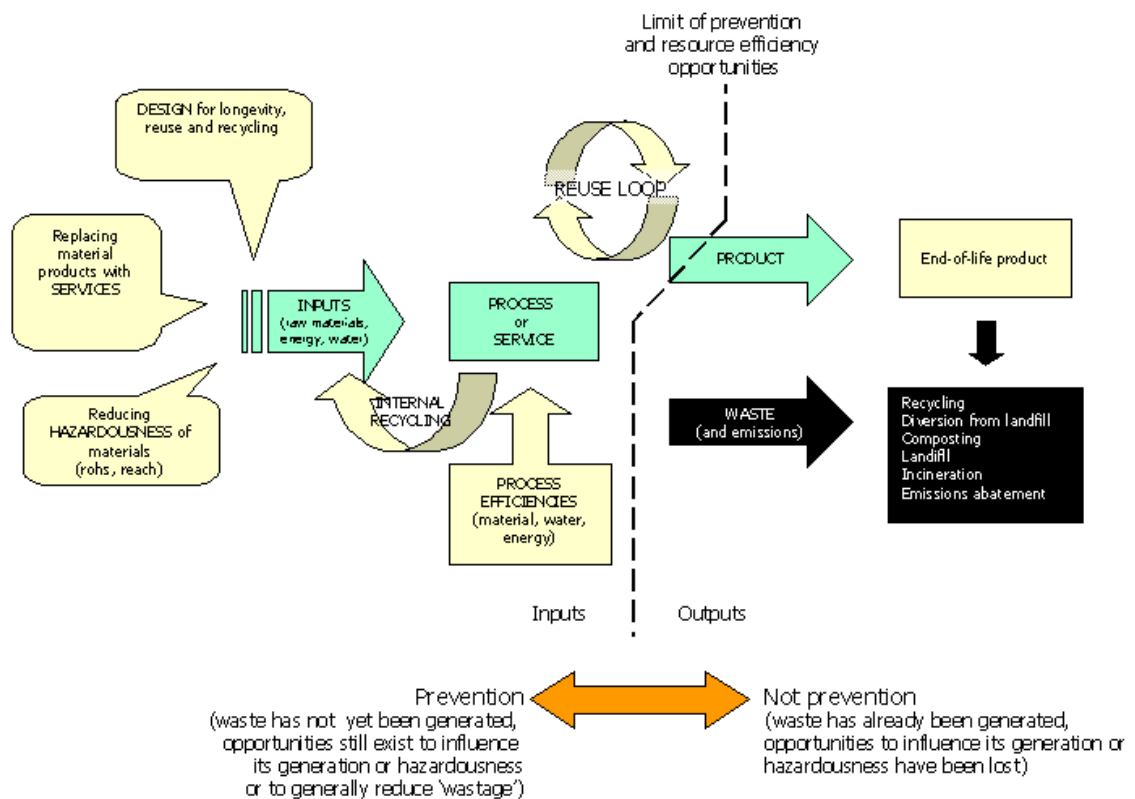 Limit of prevention
and resource efficiency
opportunities
DESIGN for longevity,
reuse and recycling
REUSE LOOP
Replacing
material
products with
SERVICES
PRODUCT
End-of-life product
INPUTS
(raw materials,
energy, water)
PROCESS
or
SERVICE
INTERNAL
RECYCLING
Reducing
HAZARDOUSNESS of
materials
(rohs, reach)
WASTE
(and emissions)
Recycling
Diversion from landfill
Composting
Landfill
Incineration
Emissions abatement
PROCESS
EFFICIENCIES
(material, water,
energy)
Inputs
Outputs
Prevention
(waste has not yet been generated,
opportunities still exist to influence
its generation or hazardousness
or to generally reduce 'wastage')
Not prevention
(waste has already been generated,
opportunities to influence its generation or
hazardousness have been lost)